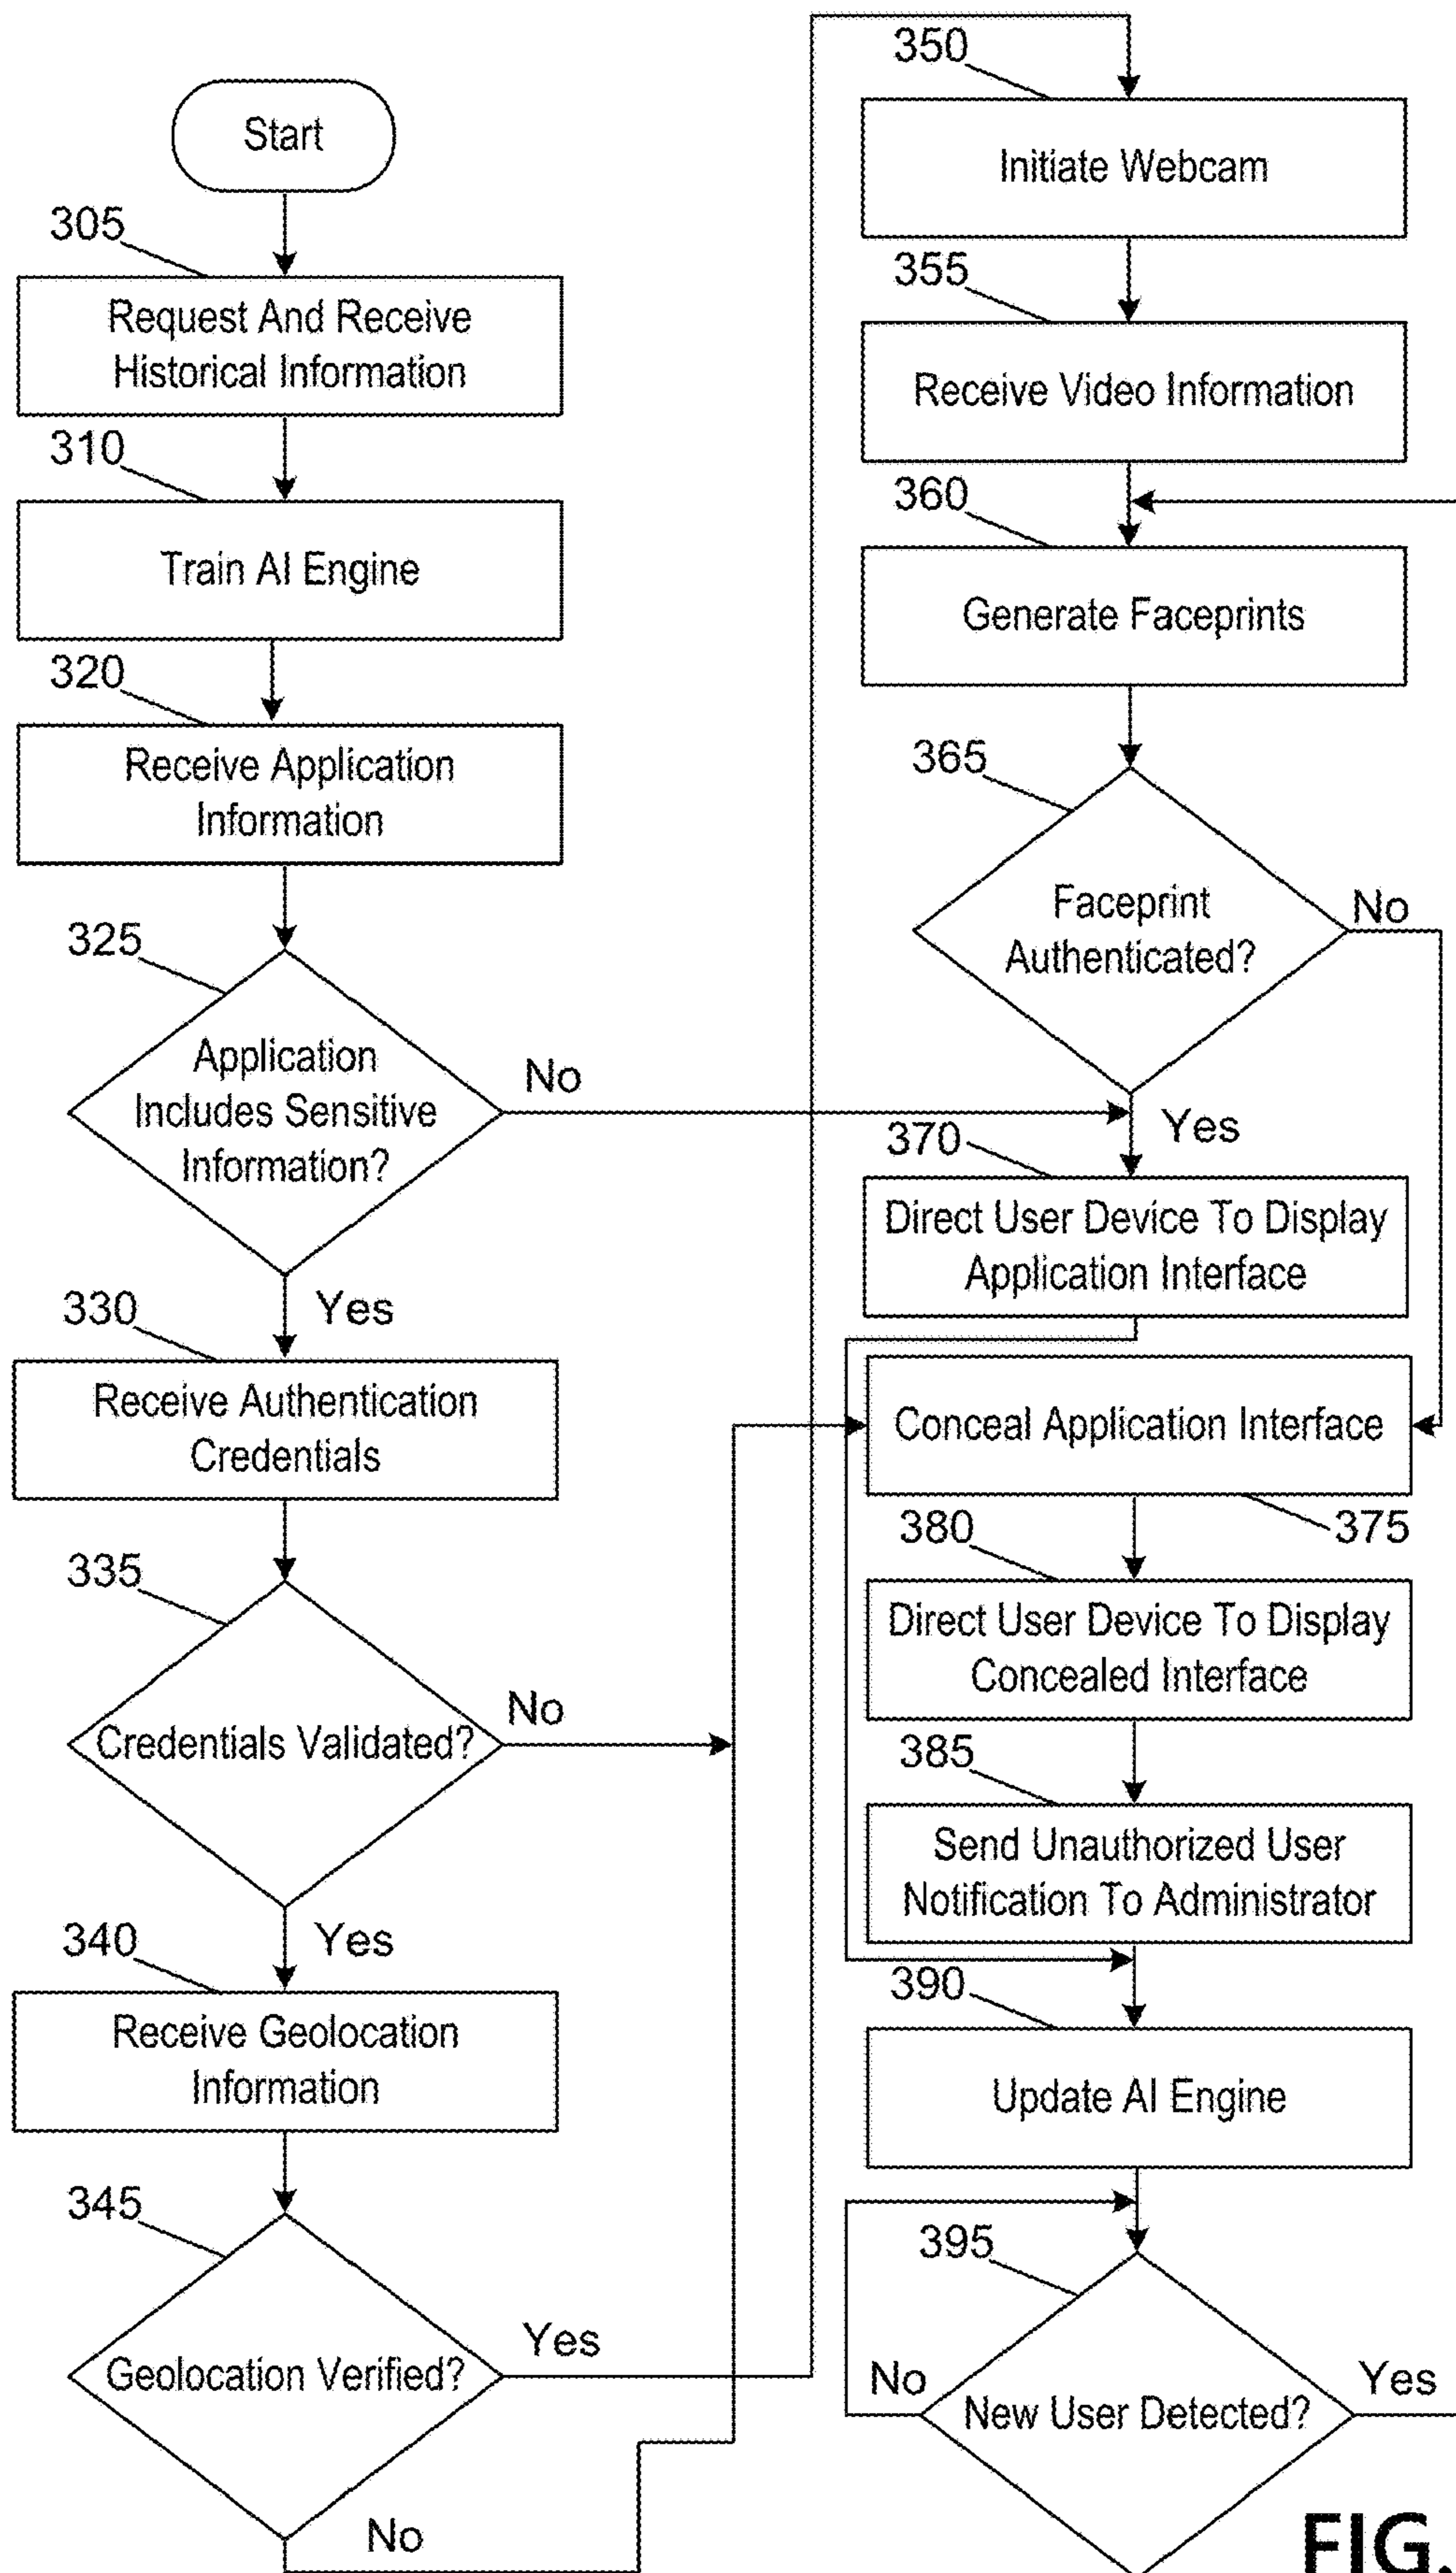 Start
305
Request And Receive
Historical Information
310
Train AI Engine
320
Receive Application
Information
325
Application
Includes Sensitive
Information?
No
Yes
330
Receive Authentication
Credentials
335
Credentials Validated?
No
Yes
340
Receive Geolocation
Information
345
Geolocation Verified?
Yes
No
350
Initiate Webcam
355
Receive Video Information
360
Generate Faceprints
365
Faceprint
Authenticated?
No
Yes
370
Direct User Device To Display
Application Interface
Conceal Application Interface
375
380
Direct User Device To Display
Concealed Interface
385
Send Unauthorized User
Notification To Administrator
390
Update AI Engine
395
New User Detected?
No
Yes
FIG.